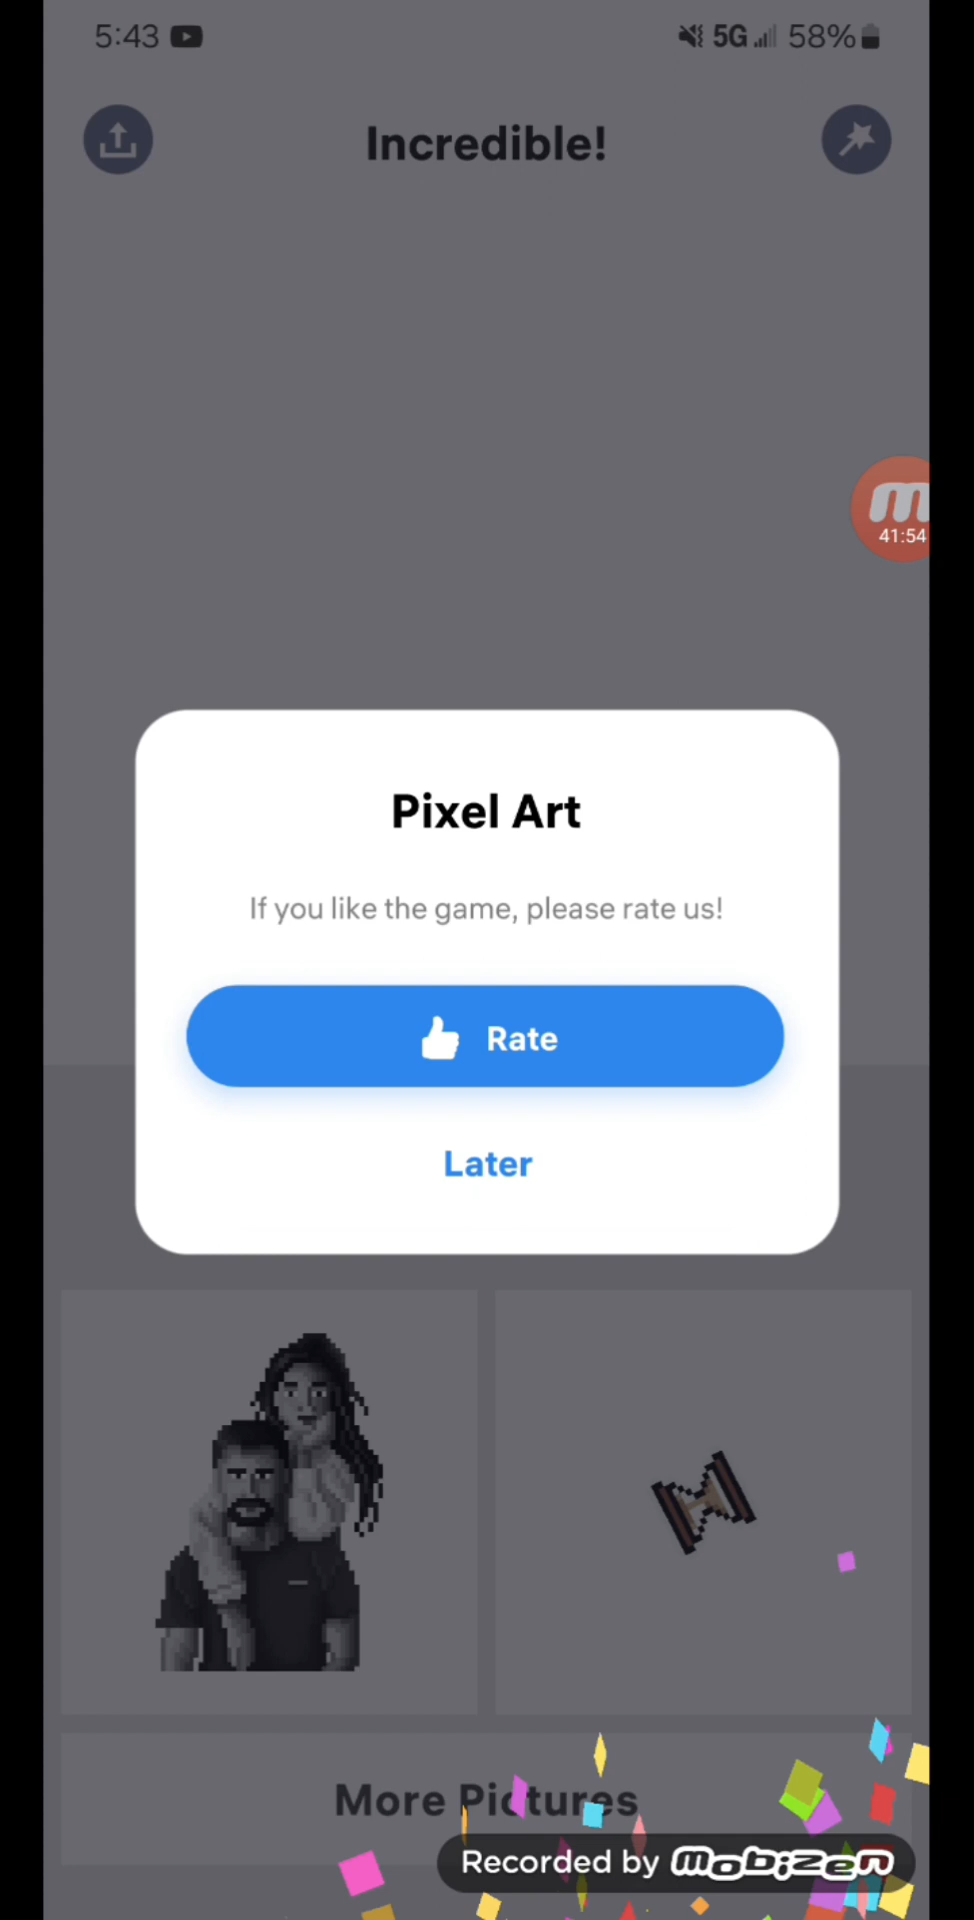 5:43
5G 58%
Incredible!
m
41:54
Pixel Art
If you like the game, please rate us!
Rate
Later
More Pictures
Recorded by mobizen